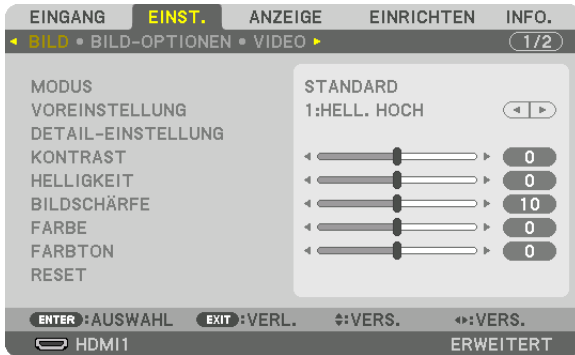 EINGANG EINST. ANZEIGE EINRICHTEN INFO.
BILD • BILD-OPTIONEN • VIDEO 1/2
MODUS STANDARD
VOREINSTELLUNG 1:HELL. HOCH
DETAIL-EINSTELLUNG
KONTRAST 0
HELLIGKEIT 0
BILDSCHÄRFE 10
FARBE 0
FARBTON 0
RESET
ENTER :AUSWAHL EXIT :VERL. :VERS. :VERS.
HDMI1 ERWEITERT